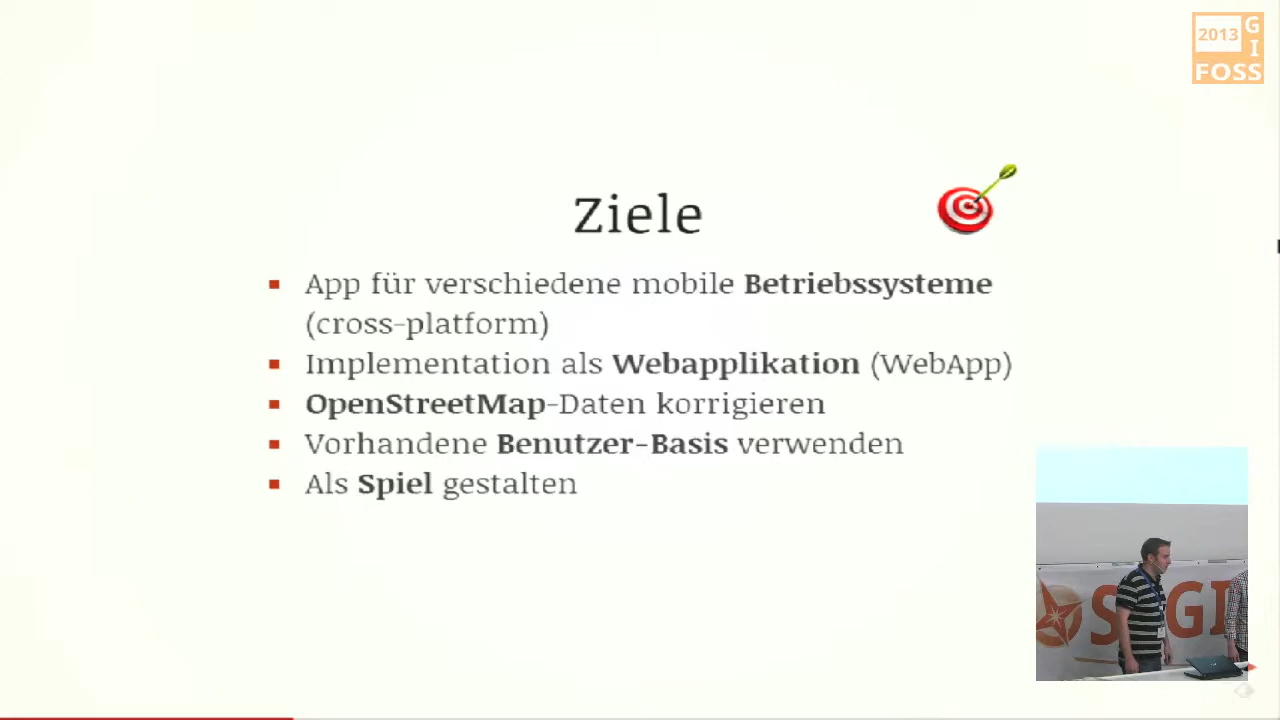 2013
GI
FOSS
Ziele
App für verschiedene mobile Betriebssysteme
(cross-platform)
Implementation als Webapplikation (WebApp)
OpenStreetMap-Daten korrigieren
Vorhandene Benutzer-Basis verwenden
Als Spiel gestalten